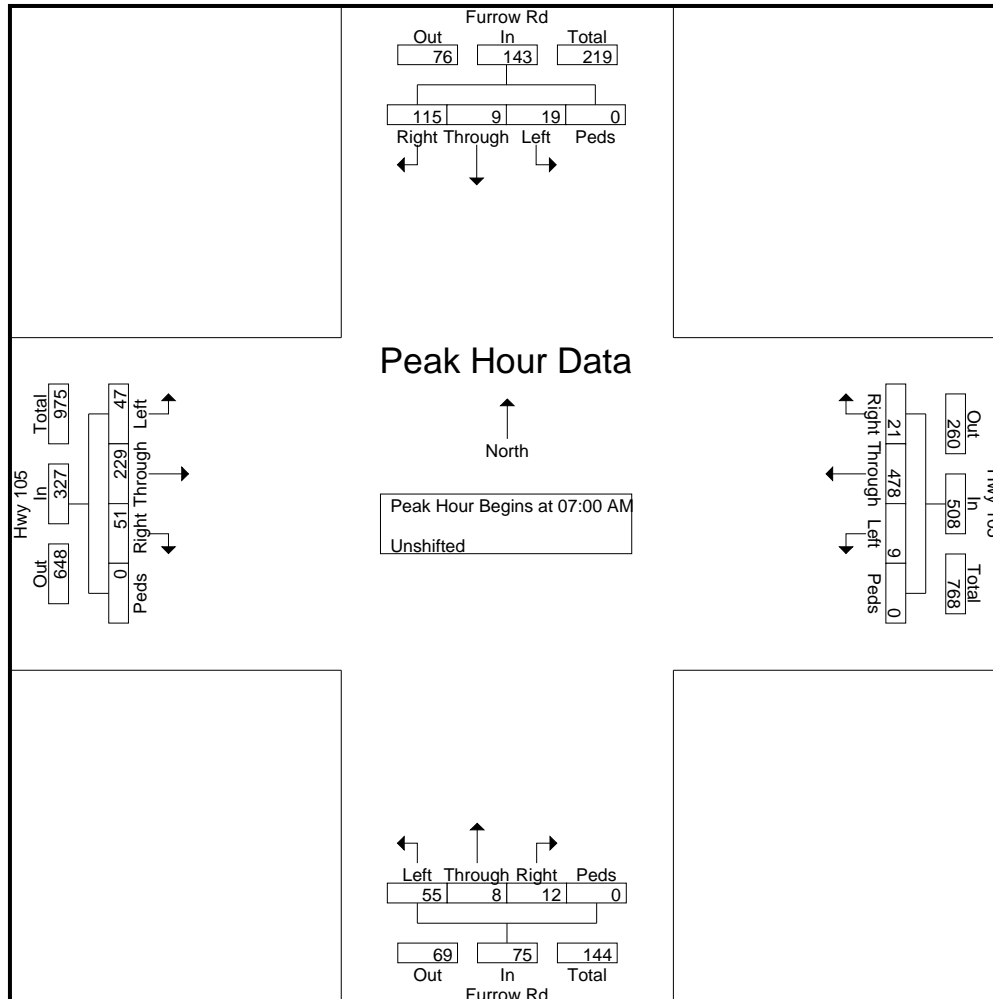 Furrow Rd
Out In Total
76 143 219
115 9 19 0
Right Through Left Peds
Peak Hour Data
North
Peak Hour Begins at 07:00 AM
Unshifted
Hwy 105
Total In Out
975 327 648
47 229 51 0
Left Through Right Peds
Right Through Left Peds
21 478 9 0
Out In Total
260 508 768
Left Through Right Peds
55 8 12 0
69 75 144
Out In Total
Furrow Rd